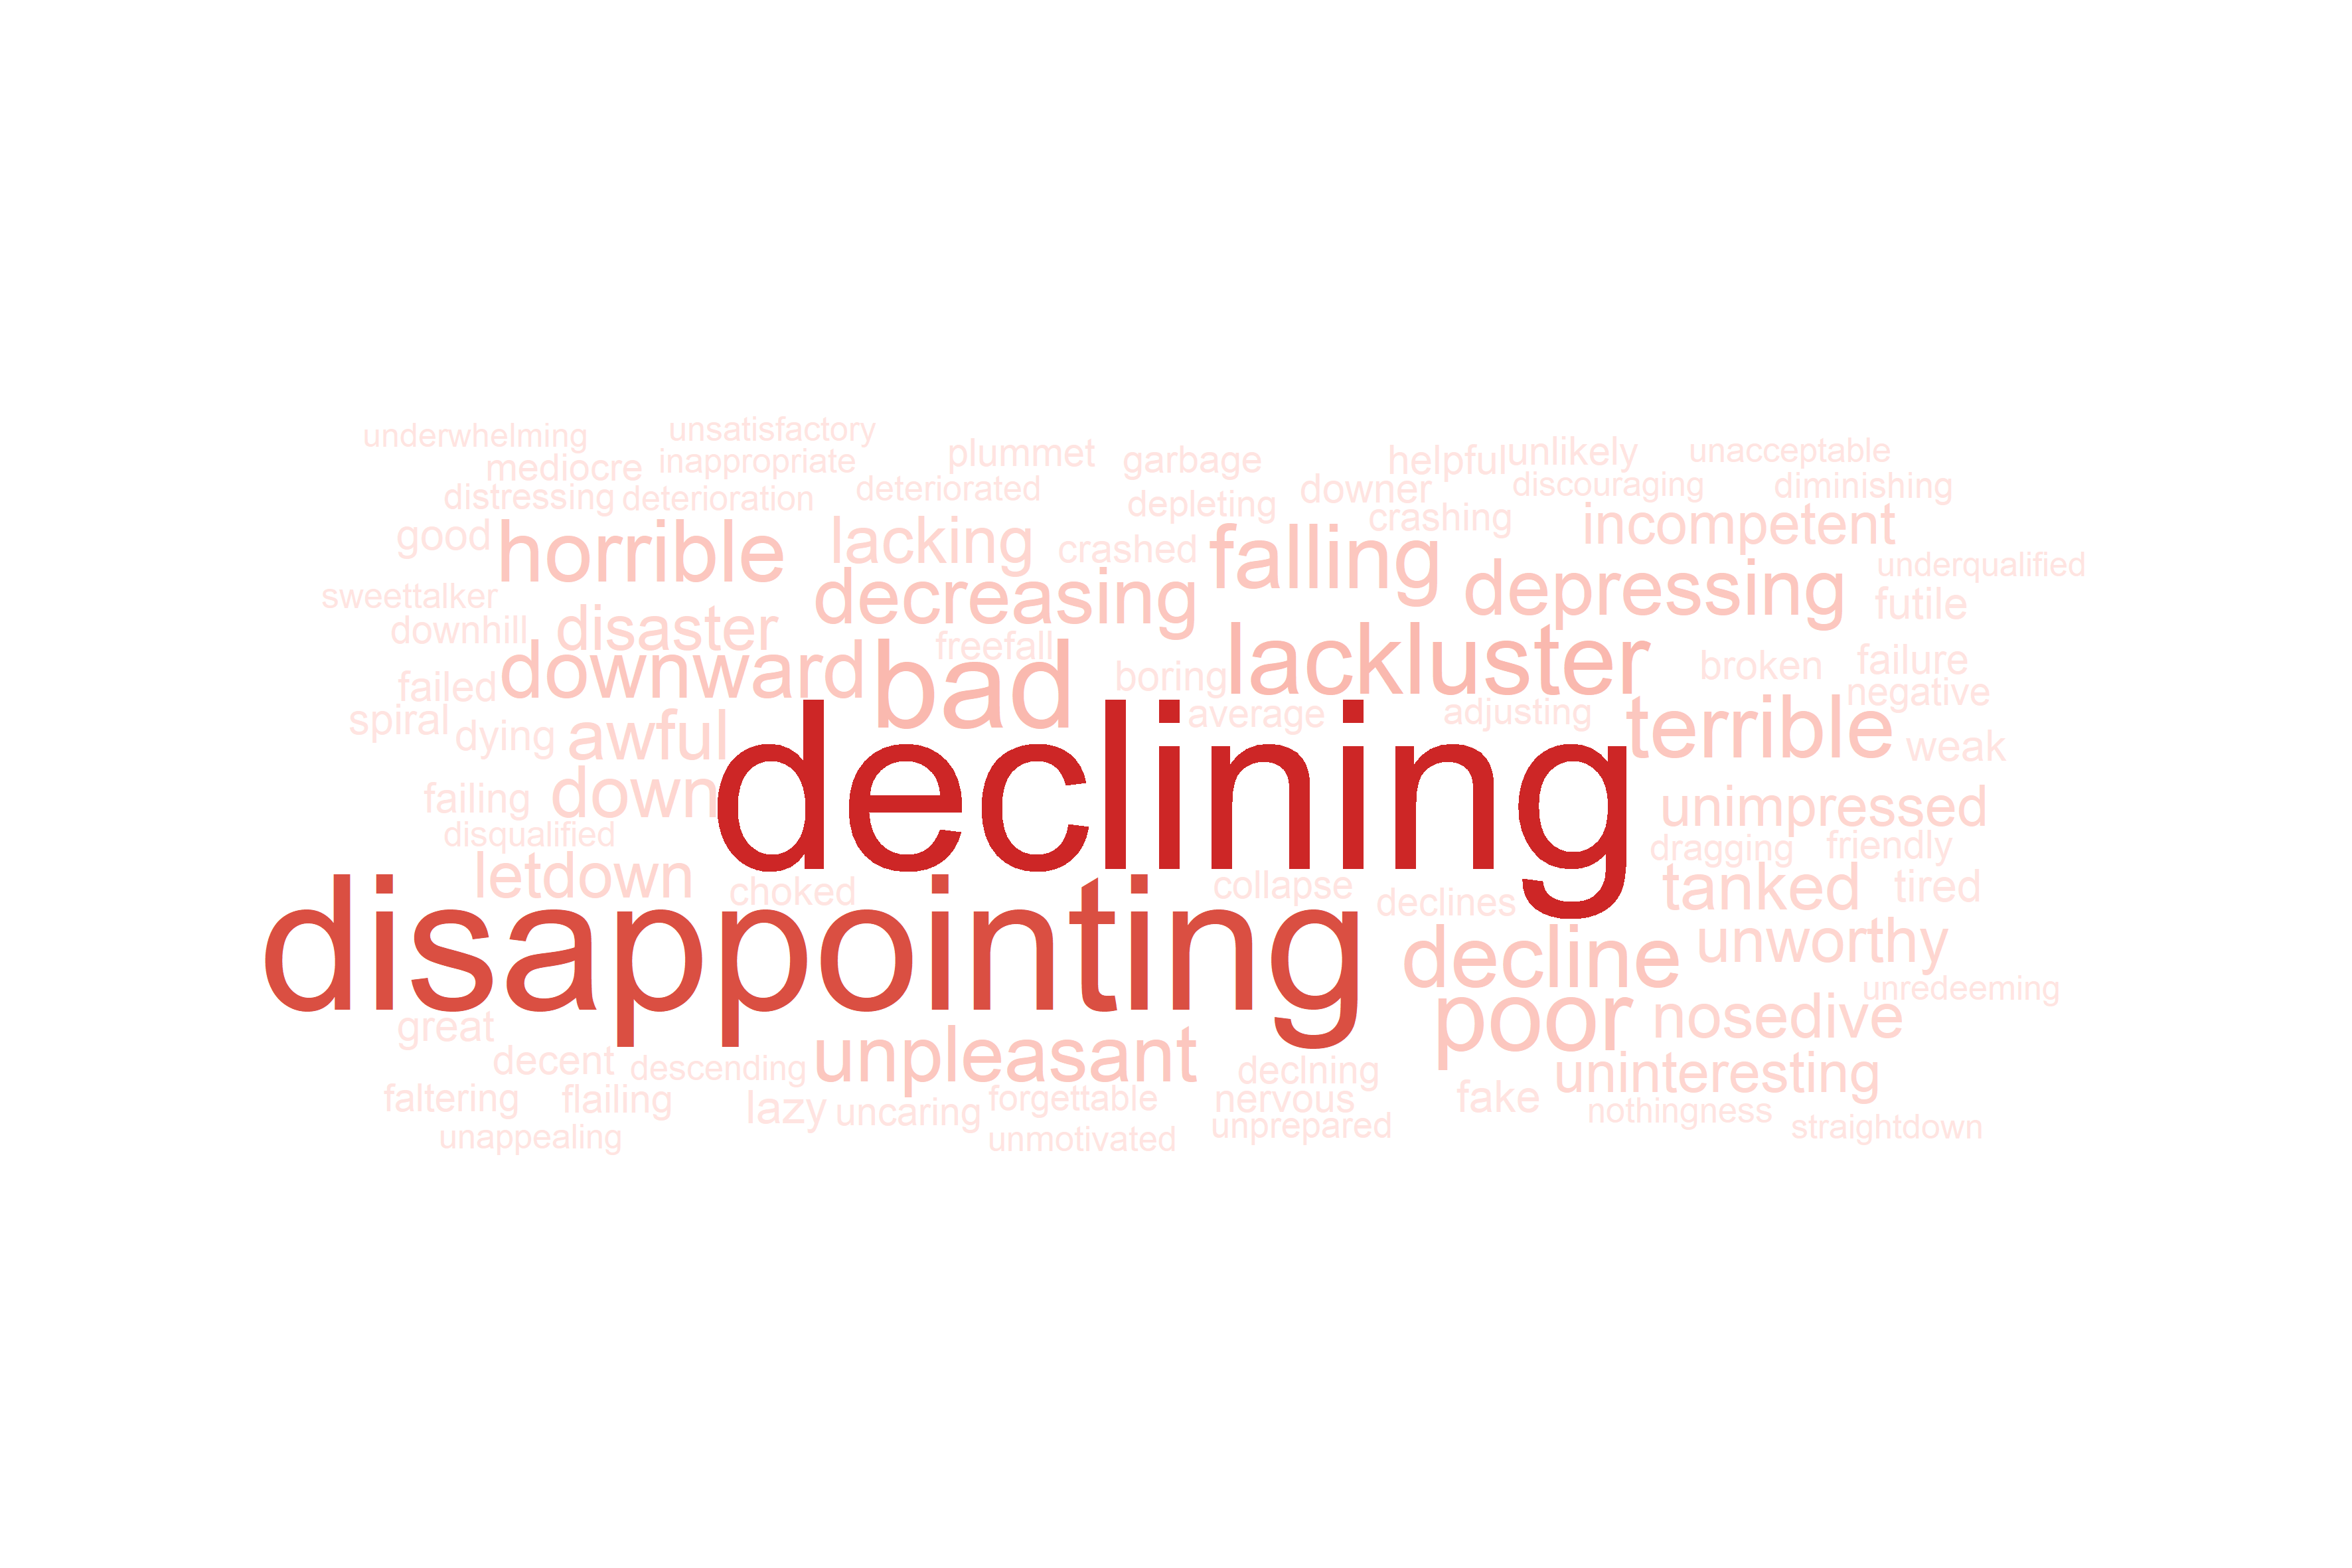 underwhelming unsatisfactory
plummet garbage helpful unlikely unacceptable
mediocre inappropriate
distressing deterioration deteriorated depleting downer discouraging diminishing
good horrible lacking crashed falling crashing incompetent
underqualified
sweettalker decreasing depressing futile
downhill disaster freefall
failed downward bad boring lackluster broken failure
negative
spiral dying awful average adjusting terrible weak
failing down declining unimpressed
disqualified dragging friendly
letdown choked collapse declines tanked tired
disappointing decline unworthy
unredeeming
great poor nosedive
decent descending unpleasant declning uninteresting
faltering flailing lazy uncaring forgettable nervous fake nothingness
unappealing unmotivated unprepared straightdown